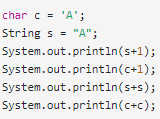 char c = 'A';
String s = "A";
System.out.println(s+1);
System.out.println(c+1);
System.out.println(s+s);
System.out.println(c+c);